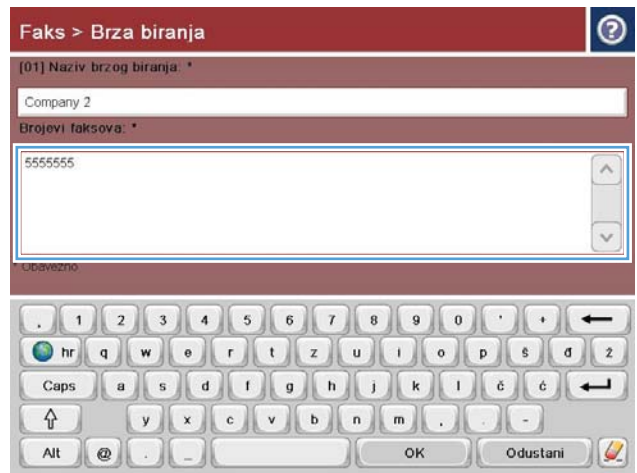 Faks > Brza biranja
[01] Naziv brzog biranja: *
Company 2
Brojevi faksova: *
5555555
* Obavezno
. 1 2 3 4 5 6 7 8 9 0 ' +
hr q w e r t z u i o p š đ ž
Caps a s d f g h j k l č ć
y x c v b n m , . -
Alt @ . _ OK Odustani